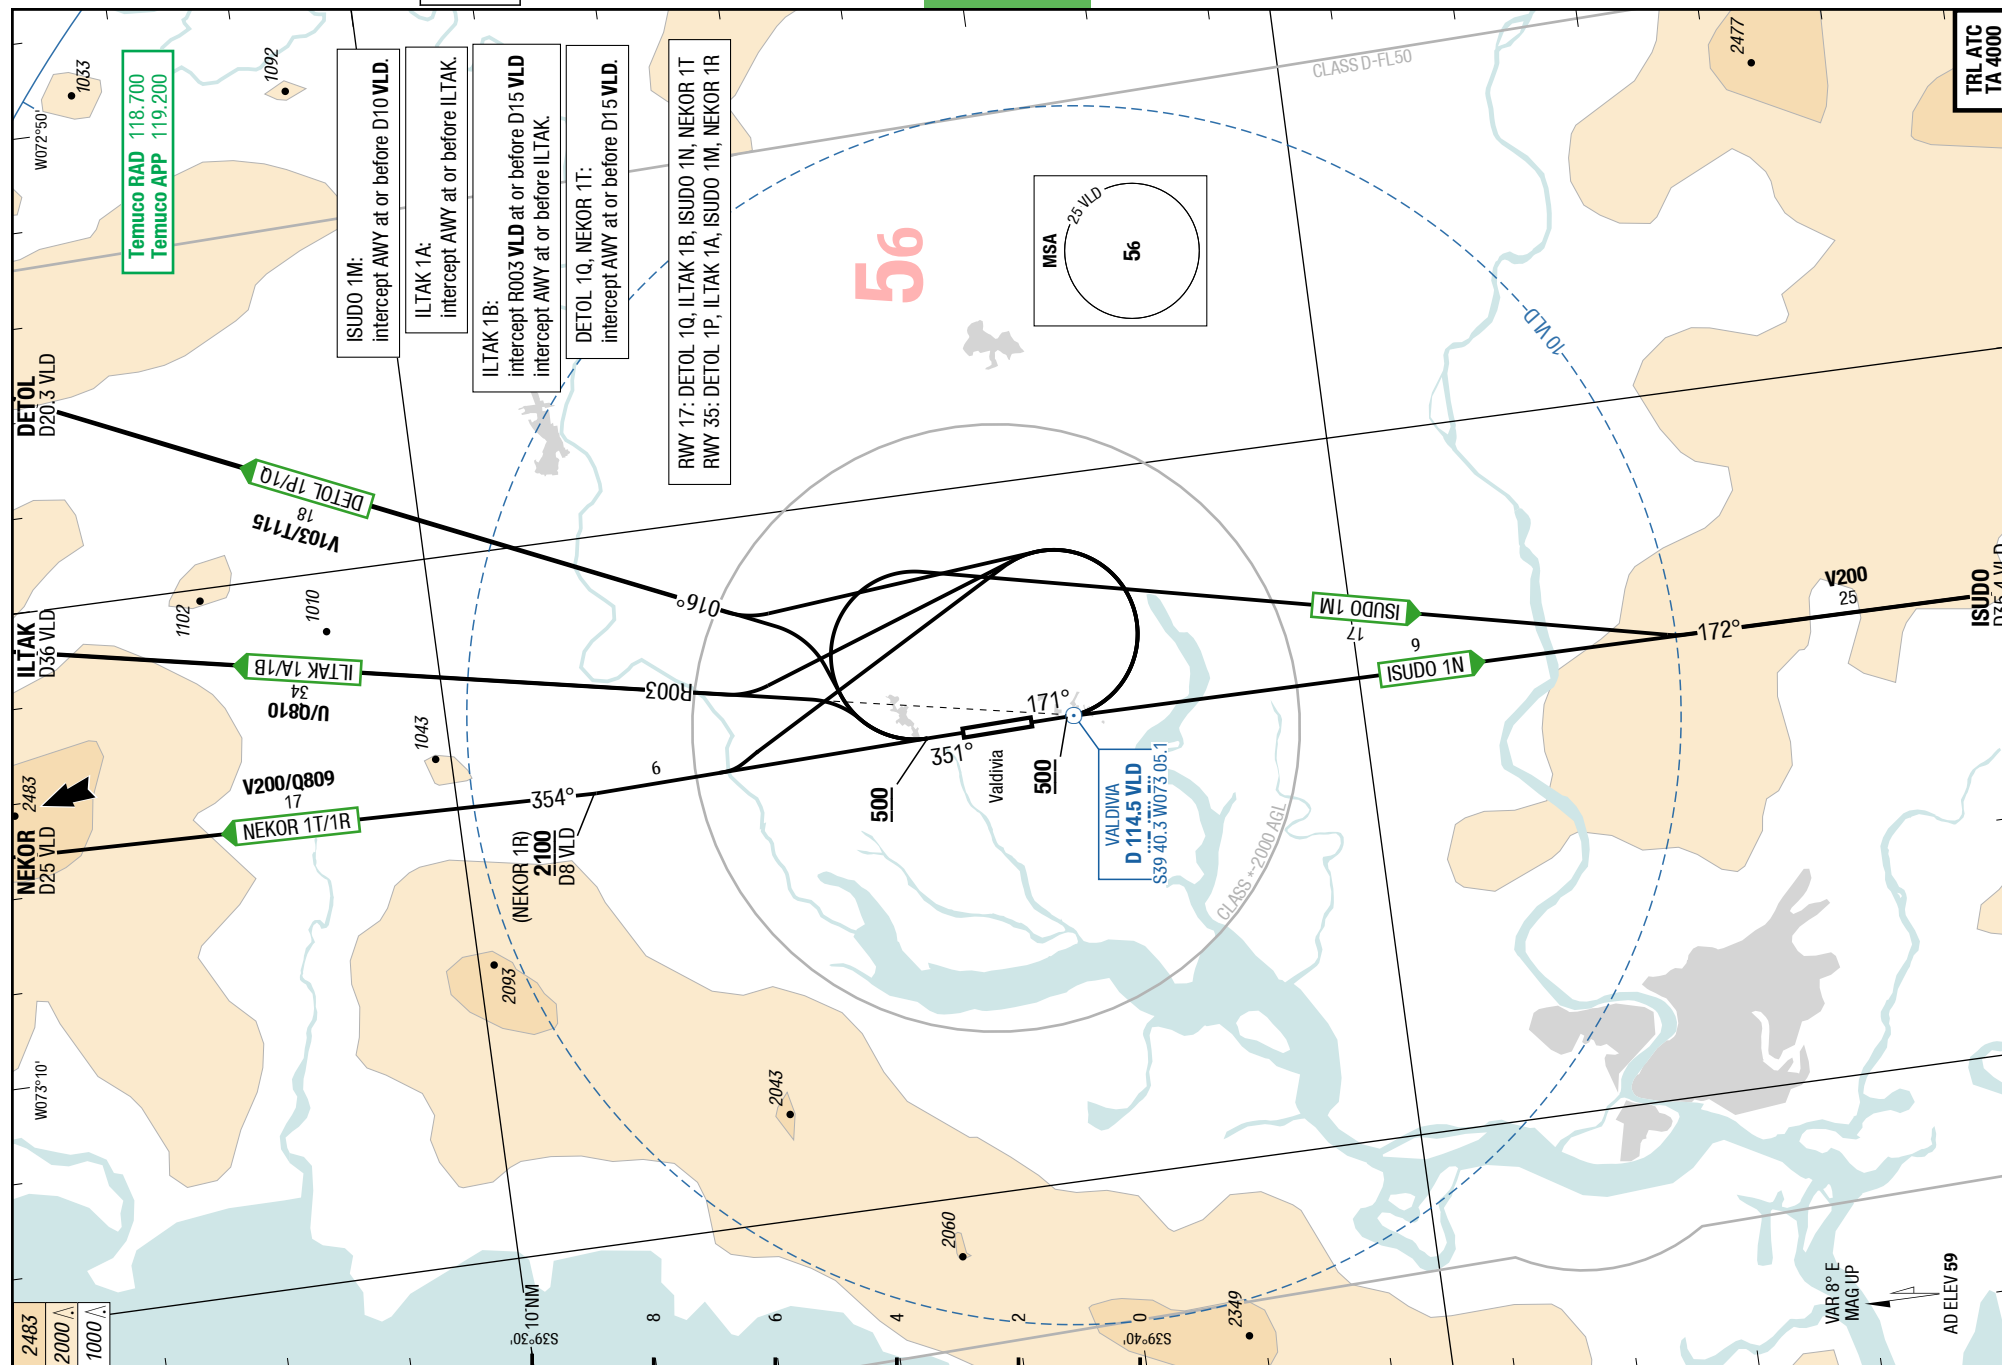 Temuco RAD 118.700
Temuco APP 119.200
ISUDO 1M:
intercept AWY at or before D10 VLD.
ILTAK 1A:
intercept AWY at or before ILTAK.
ILTAK 1B:
intercept R003 VLD at or before D15 VLD
intercept AWY at or before ILTAK.
DETOL 1Q, NEKOR 1T:
intercept AWY at or before D15 VLD.
RWY 17: DETOL 1Q, ILTAK 1B, ISUDO 1N, NEKOR 1T
RWY 35: DETOL 1P, ILTAK 1A, ISUDO 1M, NEKOR 1R
56
MSA
25 VLD
56
TRL ATC
TA 4000
CLASS D-FL50
2477
1033
1092
W072°50'
DETOL
D20.3 VLD
DETOL 1P/1Q
18
V103/T115
016°
1102
1010
ILTAK
D36 VLD
ILTAK 1A/1B
34
U/Q810
R003
1043
2483
NEKOR
D25 VLD
V200/Q809
17
NEKOR 1T/1R
354°
9
(NEKOR 1R)
2100
D8 VLD
500
351°
Valdivia
171°
500
VALDIVIA
D 114.5 VLD
S39 40.3 W073 05.1
ISUDO 1M
17
9
ISUDO 1N
172°
V200
25
ISUDO
D35.4 VLD
10 VLD
CLASS *-2000 AGL
2093
2043
2060
2349
W073°10'
2483
2000
1000
10 NM
S39°30'
8
6
4
2
0
S39°40'
VAR 8° E
MAG UP
AD ELEV 59